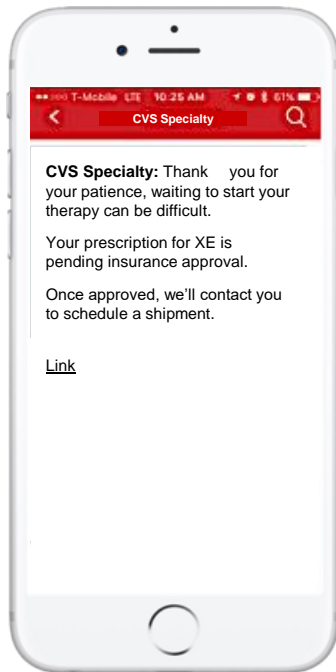 T-Mobile LTE 10:25 AM 61%
CVS Specialty
CVS Specialty: Thank you for
your patience, waiting to start your
therapy can be difficult.
Your prescription for XE is
pending insurance approval.
Once approved, we’ll contact you
to schedule a shipment.
Link